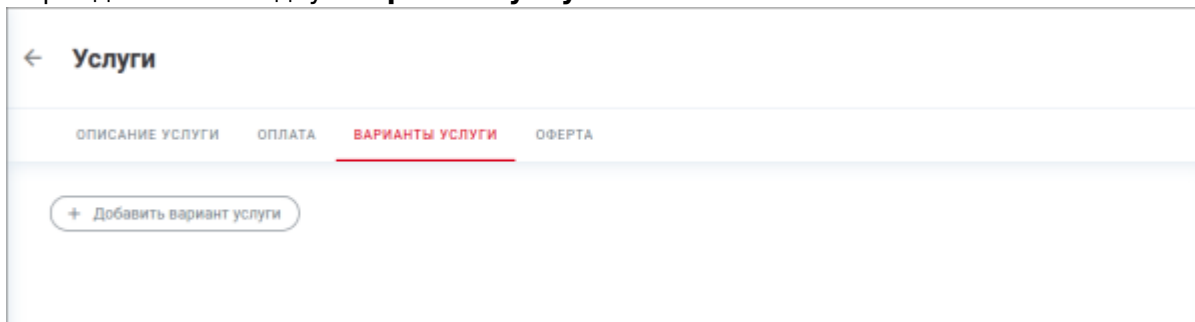 ← Услуги
ОПИСАНИЕ УСЛУГИ ОПЛАТА ВАРИАНТЫ УСЛУГИ ОФЕРТА
+ Добавить вариант услуги